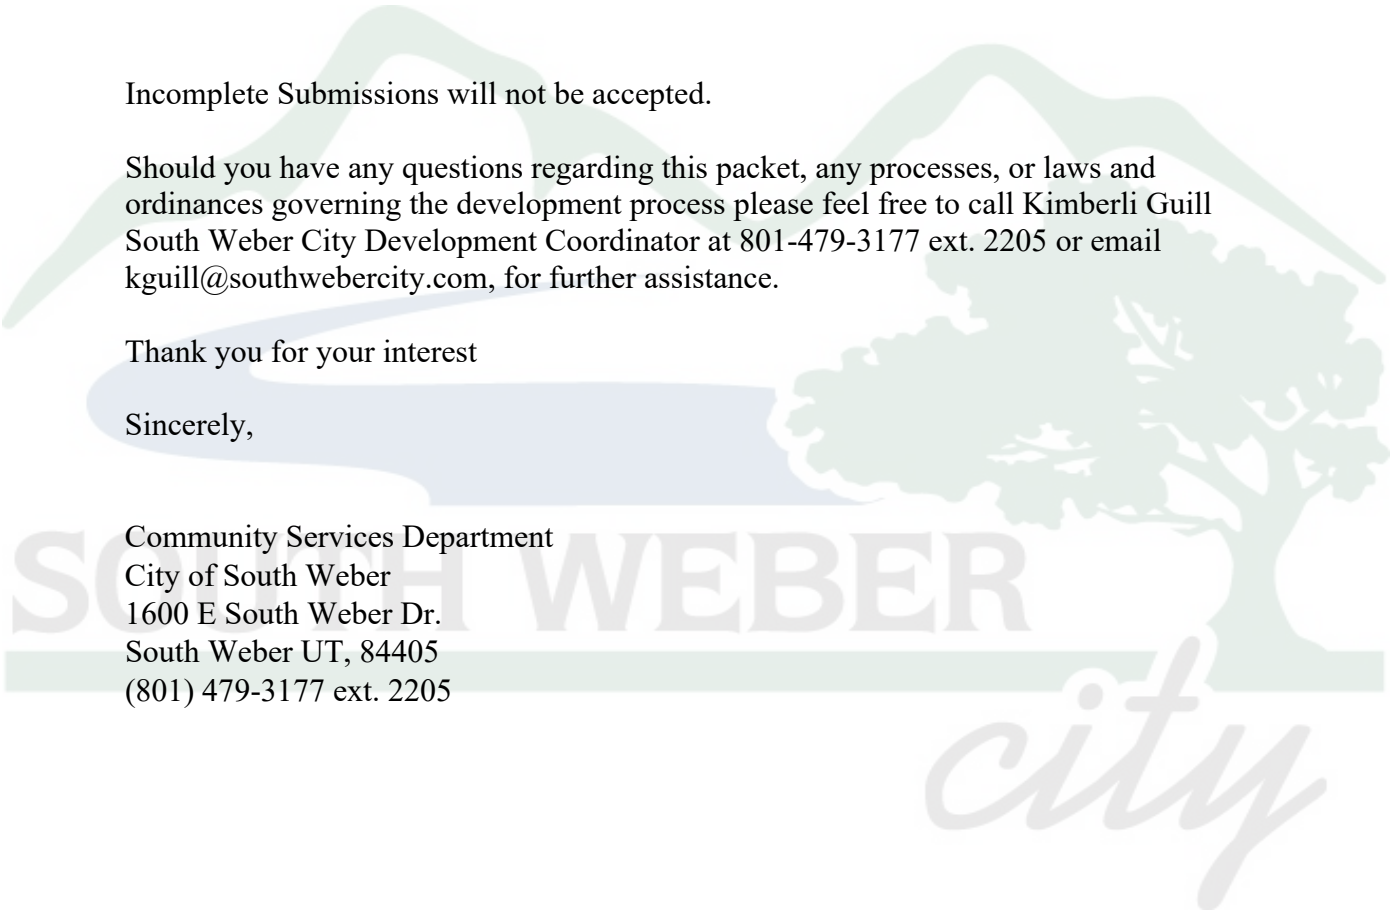 Incomplete Submissions will not be accepted.
Should you have any questions regarding this packet, any processes, or laws and
ordinances governing the development process please feel free to call Kimberli Guill
South Weber City Development Coordinator at 801-479-3177 ext. 2205 or email
kguill@southwebercity.com, for further assistance.
Thank you for your interest
Sincerely,
Community Services Department
City of South Weber
1600 E South Weber Dr.
South Weber UT, 84405
(801) 479-3177 ext. 2205
SOUTH WEBER
city